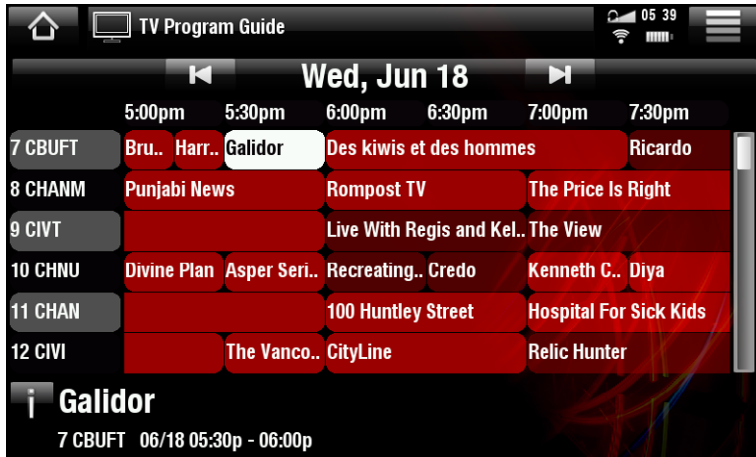 TV Program Guide 05 39
Wed, Jun 18
5:00pm 5:30pm 6:00pm 6:30pm 7:00pm 7:30pm
7 CBUFT Bru.. Harr.. Galidor Des kiwis et des hommes Ricardo
8 CHANM Punjabi News Rompost TV The Price Is Right
9 CIVT Live With Regis and Kel.. The View
10 CHNU Divine Plan Asper Seri.. Recreating.. Credo Kenneth C.. Diya
11 CHAN 100 Huntley Street Hospital For Sick Kids
12 CIVI The Vanco.. CityLine Relic Hunter
i Galidor
7 CBUFT 06/18 05:30p - 06:00p